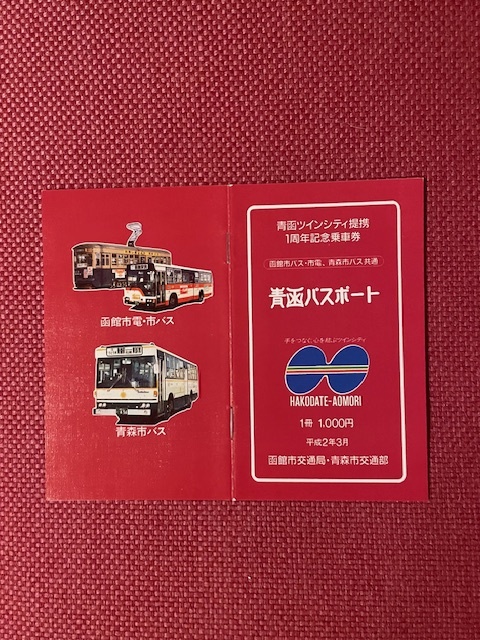 函館市電・市バス
青森市バス
青函ツインシティ提携
1周年記念乗車券
函館市バス・市電、青森市バス共通
青函バスポート
手をつなぐ、心を結ぶツインシティ
HAKODATE-AOMORI
1冊 1,000円
平成2年3月
函館市交通局・青森市交通部